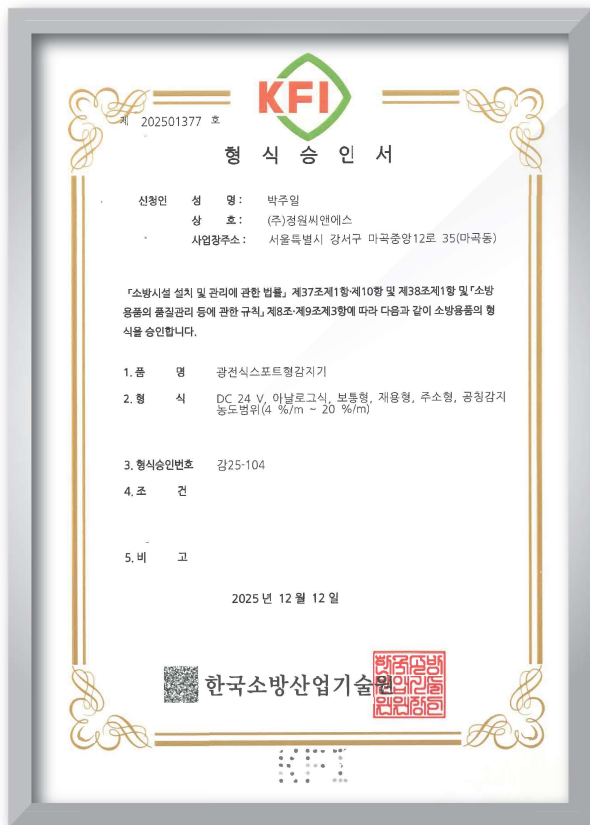 KFI
제 202501377 호
형 식 승 인 서
신청인 성 명 : 박주일
상 호 : (주)정원씨앤에스
사업장주소 : 서울특별시 강서구 마곡중앙12로 35(마곡동)
「소방시설 설치 및 관리에 관한 법률」 제37조제1항·제10항 및 제38조제1항 및 「소방
용품의 품질관리 등에 관한 규칙」 제8조·제9조제3항에 따라 다음과 같이 소방용품의 형
식을 승인합니다.
1. 품 명 광전식스포트형감지기
2. 형 식 DC 24 V, 아날로그식, 보통형, 재용형, 주소형, 공칭감지
농도범위(4 %/m ~ 20 %/m)
3. 형식승인번호 감25-104
4. 조 건
5. 비 고
2025 년 12 월 12 일
한국소방산업기술원
KFI